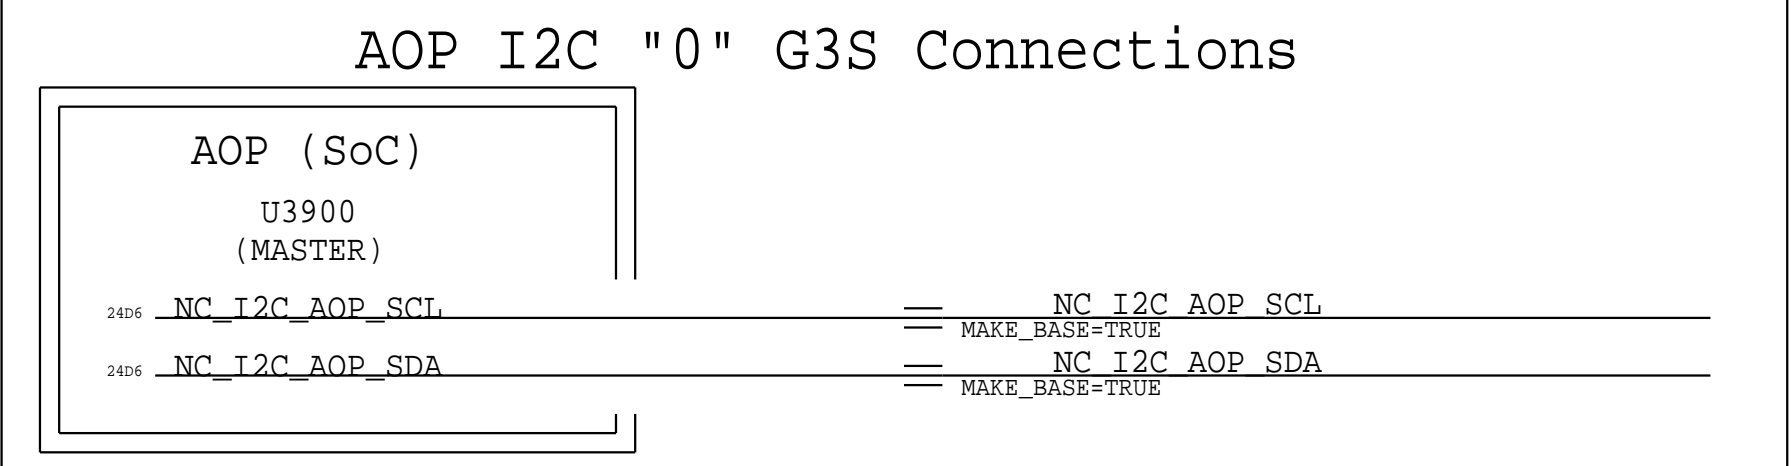 AOP I2C "0" G3S Connections
AOP (SoC)
U3900
(MASTER)
24D6 NC_I2C_AOP_SCL NC_I2C_AOP_SCL
MAKE_BASE=TRUE
24D6 NC_I2C_AOP_SDA NC_I2C_AOP_SDA
MAKE_BASE=TRUE